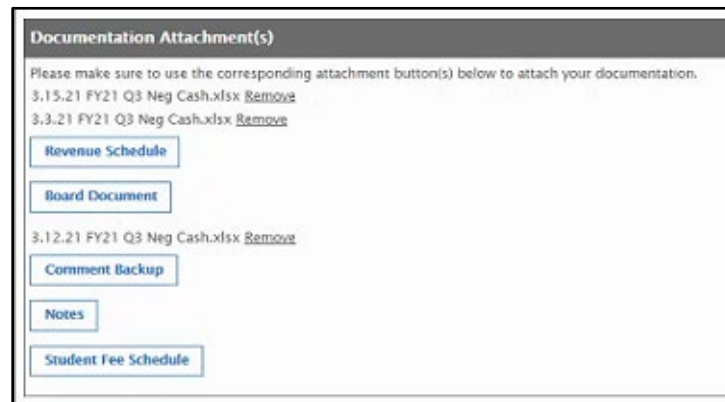 Documentation Attachment(s)
Please make sure to use the corresponding attachment button(s) below to attach your documentation.
3.15.21 FY21 Q3 Neg Cash.xlsx Remove
3.3.21 FY21 Q3 Neg Cash.xlsx Remove
Revenue Schedule
Board Document
3.12.21 FY21 Q3 Neg Cash.xlsx Remove
Comment Backup
Notes
Student Fee Schedule